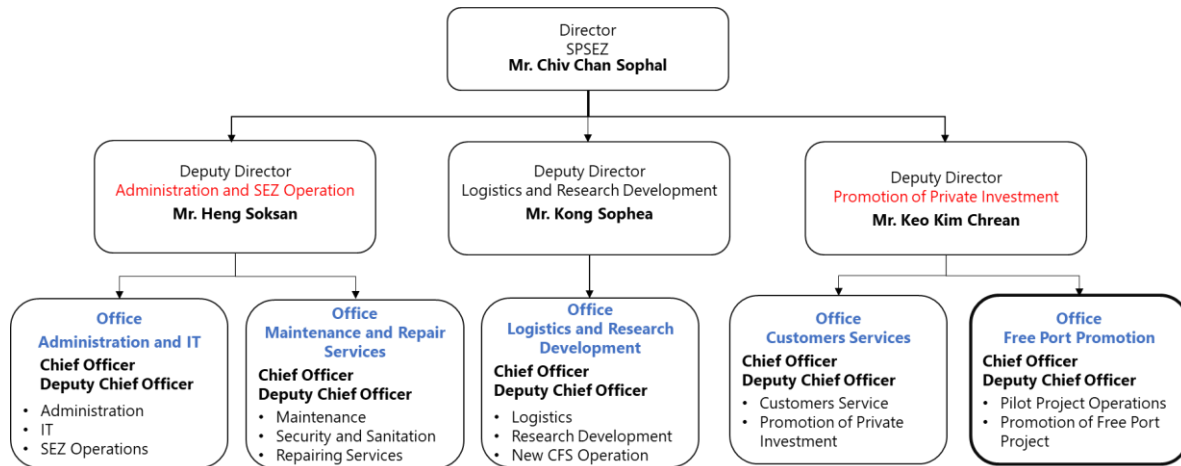 Director
SPSEZ
Mr. Chiv Chan Sophal
Deputy Director
Administration and SEZ Operation
Mr. Heng Soksan
Deputy Director
Logistics and Research Development
Mr. Kong Sophea
Deputy Director
Promotion of Private Investment
Mr. Keo Kim Chrean
Office
Administration and IT
Chief Officer
Deputy Chief Officer
• Administration
• IT
• SEZ Operations
Office
Maintenance and Repair
Services
Chief Officer
Deputy Chief Officer
• Maintenance
• Security and Sanitation
• Repairing Services
Office
Logistics and Research
Development
Chief Officer
Deputy Chief Officer
• Logistics
• Research Development
• New CFS Operation
Office
Customers Services
Chief Officer
Deputy Chief Officer
• Customers Service
• Promotion of Private
Investment
Office
Free Port Promotion
Chief Officer
Deputy Chief Officer
• Pilot Project Operations
• Promotion of Free Port
Project